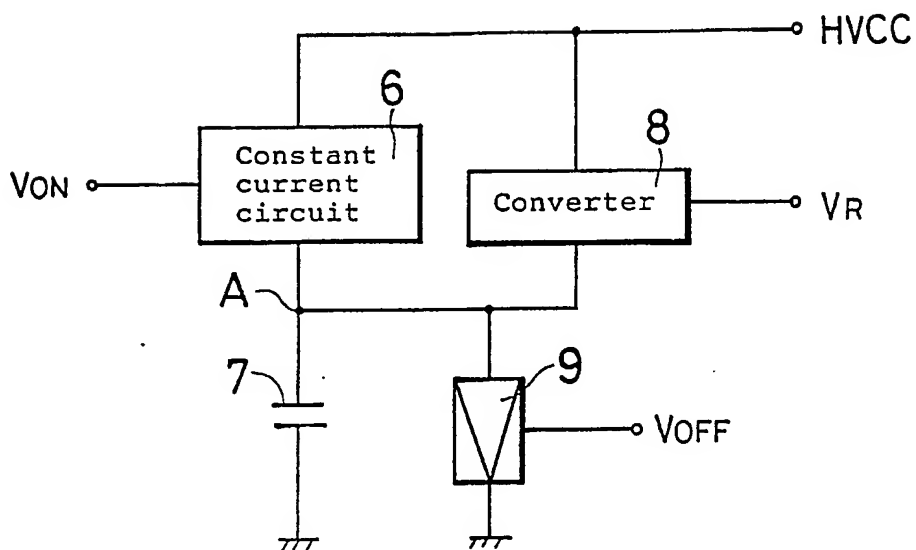 HVCC
6
Constant
current
circuit
VON
8
Converter
VR
A
7
9
VOFF